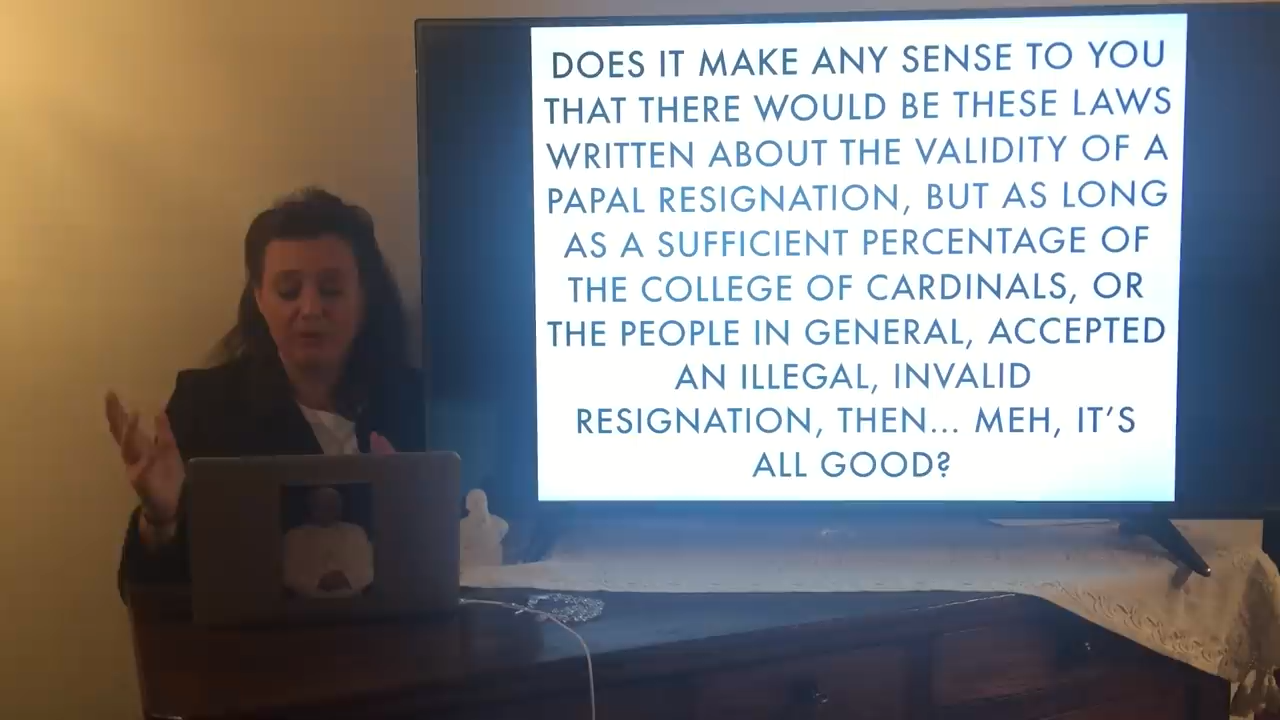 DOES IT MAKE ANY SENSE TO YOU
THAT THERE WOULD BE THESE LAWS
WRITTEN ABOUT THE VALIDITY OF A
PAPAL RESIGNATION, BUT AS LONG
AS A SUFFICIENT PERCENTAGE OF
THE COLLEGE OF CARDINALS, OR
THE PEOPLE IN GENERAL, ACCEPTED
AN ILLEGAL, INVALID
RESIGNATION, THEN... MEH, IT'S
ALL GOOD?